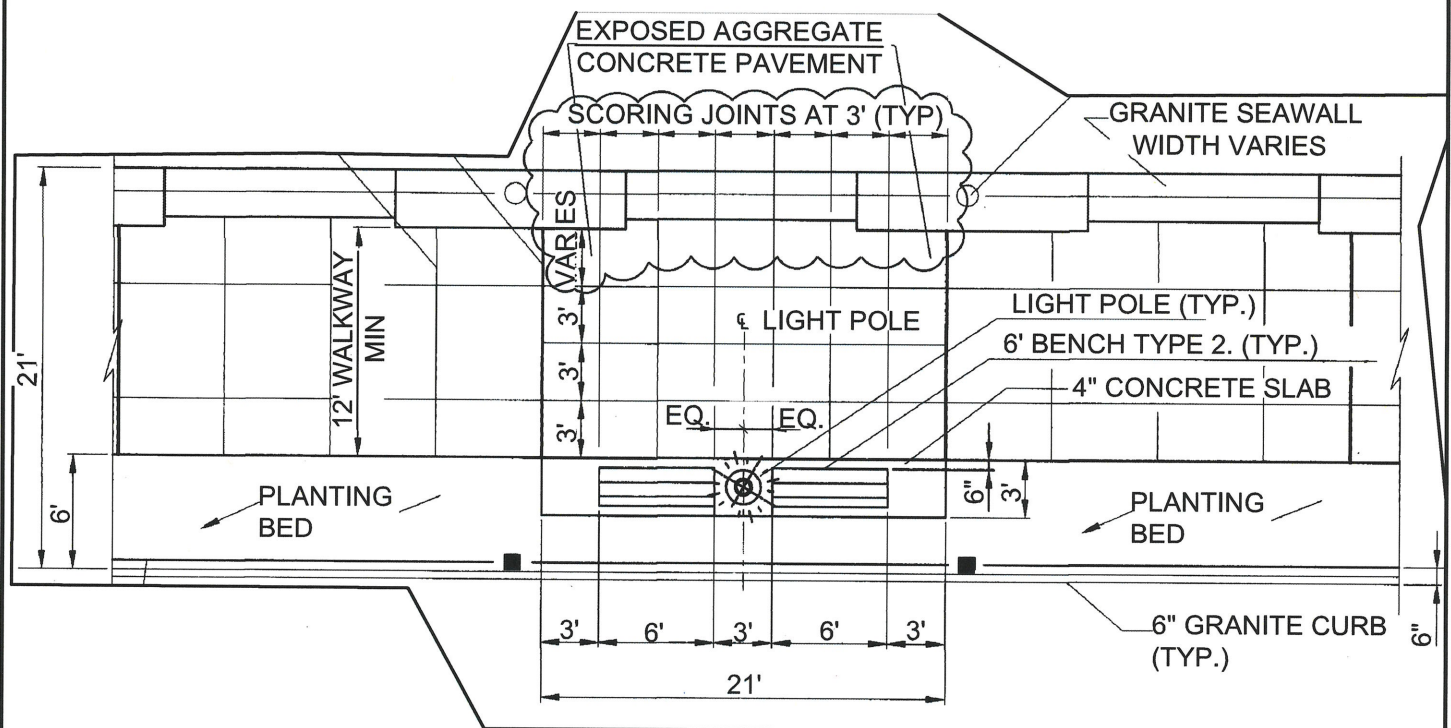 EXPOSED AGGREGATE
CONCRETE PAVEMENT
SCORING JOINTS AT 3' (TYP)
GRANITE SEAWALL
WIDTH VARIES
VARIES
12' WALKWAY
MIN
21'
3'
3'
3'
℄ LIGHT POLE
LIGHT POLE (TYP.)
6' BENCH TYPE 2. (TYP.)
4" CONCRETE SLAB
EQ.
EQ.
6'
PLANTING
BED
6"
3'
PLANTING
BED
3'
6'
3'
6'
3'
21'
6" GRANITE CURB
(TYP.)
6"